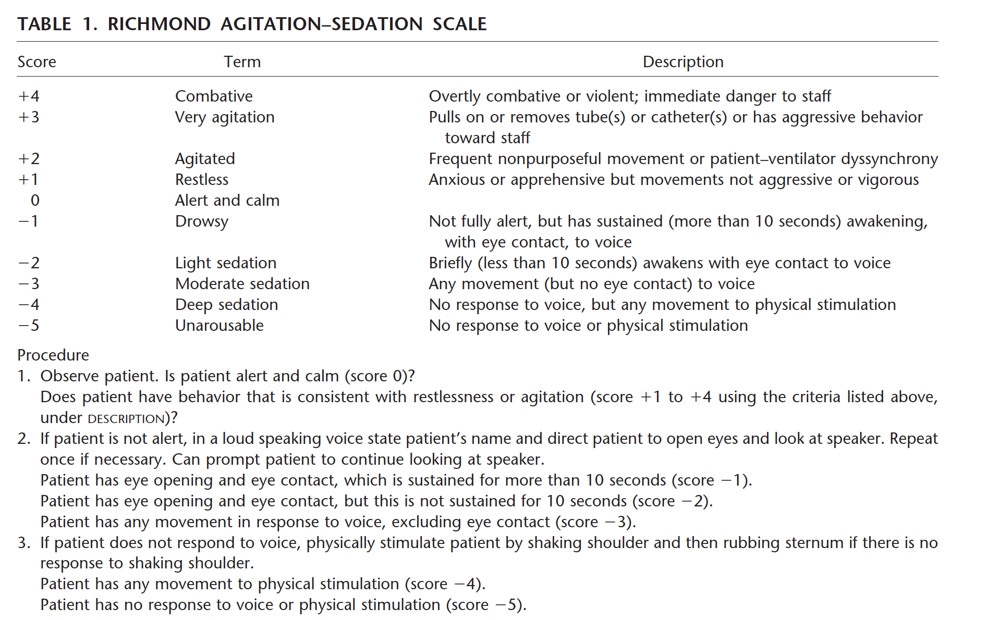 TABLE 1. RICHMOND AGITATION–SEDATION SCALE
Score Term Description
+4 Combative Overtly combative or violent; immediate danger to staff
+3 Very agitation Pulls on or removes tube(s) or catheter(s) or has aggressive behavior
toward staff
+2 Agitated Frequent nonpurposeful movement or patient–ventilator dyssynchrony
+1 Restless Anxious or apprehensive but movements not aggressive or vigorous
0 Alert and calm
−1 Drowsy Not fully alert, but has sustained (more than 10 seconds) awakening,
with eye contact, to voice
−2 Light sedation Briefly (less than 10 seconds) awakens with eye contact to voice
−3 Moderate sedation Any movement (but no eye contact) to voice
−4 Deep sedation No response to voice, but any movement to physical stimulation
−5 Unarousable No response to voice or physical stimulation
Procedure
1. Observe patient. Is patient alert and calm (score 0)?
Does patient have behavior that is consistent with restlessness or agitation (score +1 to +4 using the criteria listed above,
under DESCRIPTION)?
2. If patient is not alert, in a loud speaking voice state patient’s name and direct patient to open eyes and look at speaker. Repeat
once if necessary. Can prompt patient to continue looking at speaker.
Patient has eye opening and eye contact, which is sustained for more than 10 seconds (score −1).
Patient has eye opening and eye contact, but this is not sustained for 10 seconds (score −2).
Patient has any movement in response to voice, excluding eye contact (score −3).
3. If patient does not respond to voice, physically stimulate patient by shaking shoulder and then rubbing sternum if there is no
response to shaking shoulder.
Patient has any movement to physical stimulation (score −4).
Patient has no response to voice or physical stimulation (score −5).